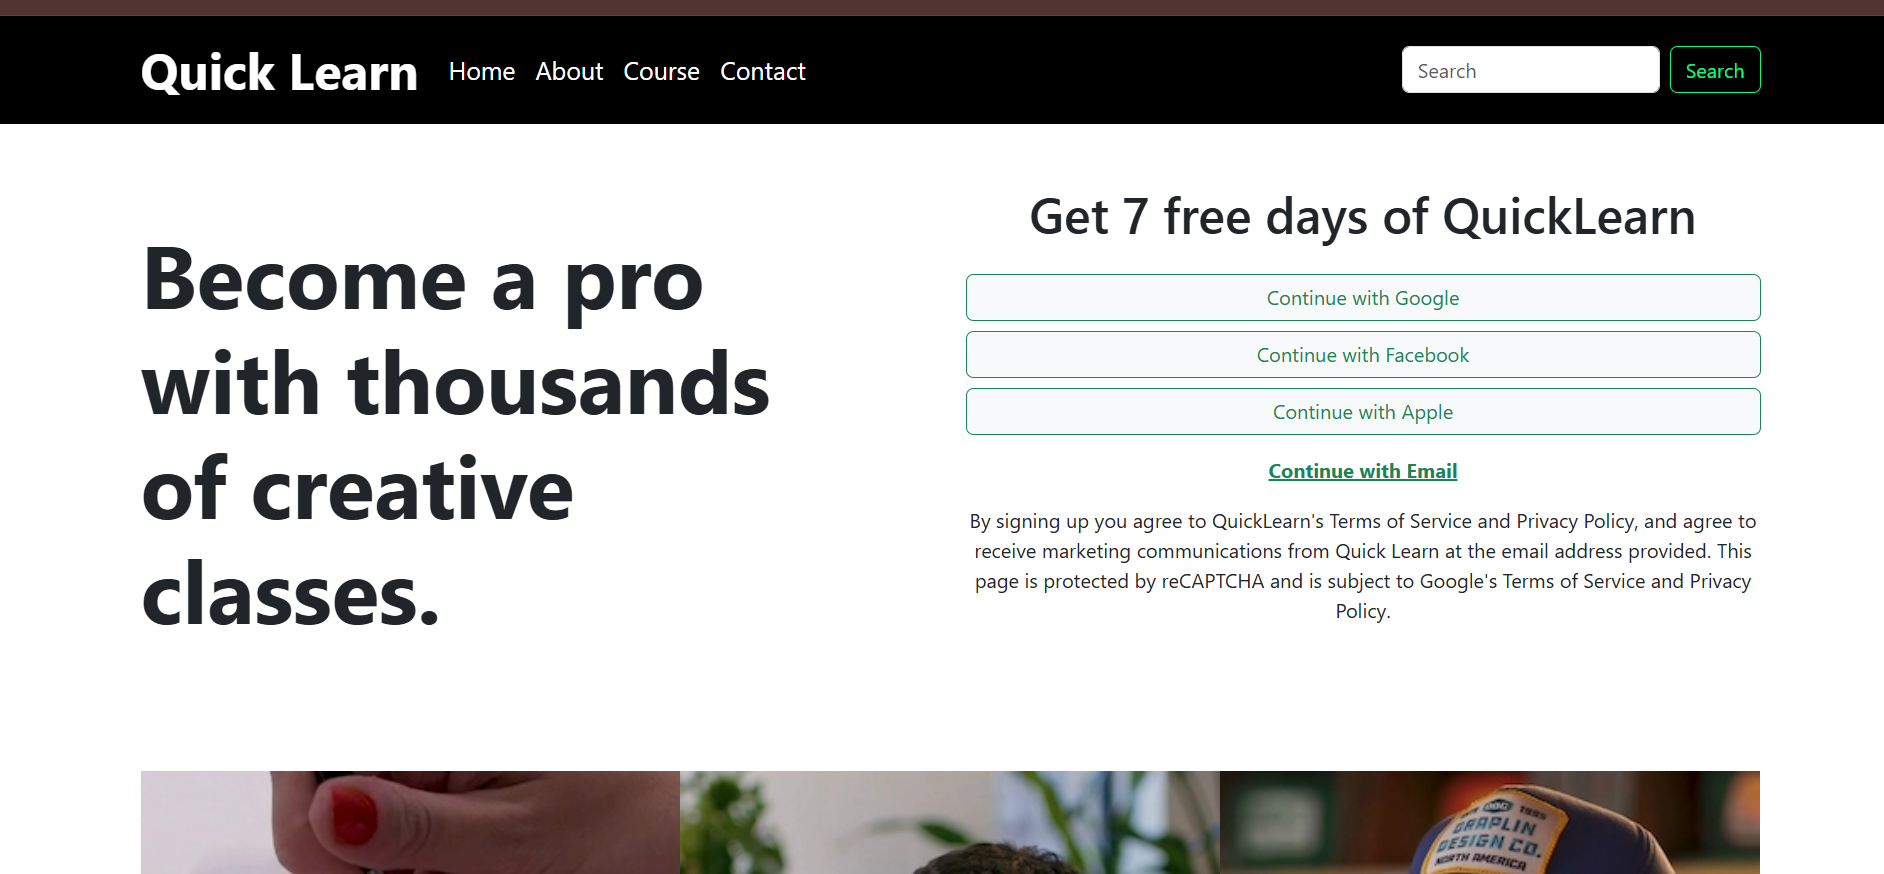 Quick Learn Home About Course Contact Search Search
Become a pro
with thousands
of creative
classes.
Get 7 free days of QuickLearn
Continue with Google
Continue with Facebook
Continue with Apple
Continue with Email
By signing up you agree to QuickLearn's Terms of Service and Privacy Policy, and agree to
receive marketing communications from Quick Learn at the email address provided. This
page is protected by reCAPTCHA and is subject to Google's Terms of Service and Privacy
Policy.
DDC 1995
DRAPLIN
DESIGN CO.
NORTH AMERICA